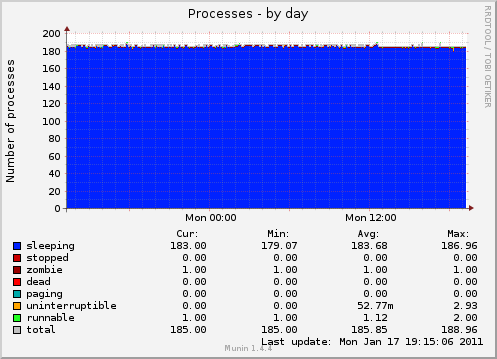 Processes - by day
RRDTOOL / TOBI OETIKER
Number of processes
200
180
160
140
120
100
80
60
40
20
0
Mon 00:00 Mon 12:00
Cur: Min: Avg: Max:
sleeping 183.00 179.07 183.68 186.96
stopped 0.00 0.00 0.00 0.00
zombie 1.00 1.00 1.00 1.00
dead 0.00 0.00 0.00 0.00
paging 0.00 0.00 0.00 0.00
uninterruptible 0.00 0.00 52.77m 2.93
runnable 1.00 1.00 1.12 2.00
total 185.00 185.00 185.85 188.96
Last update: Mon Jan 17 19:15:06 2011
Munin 1.4.4